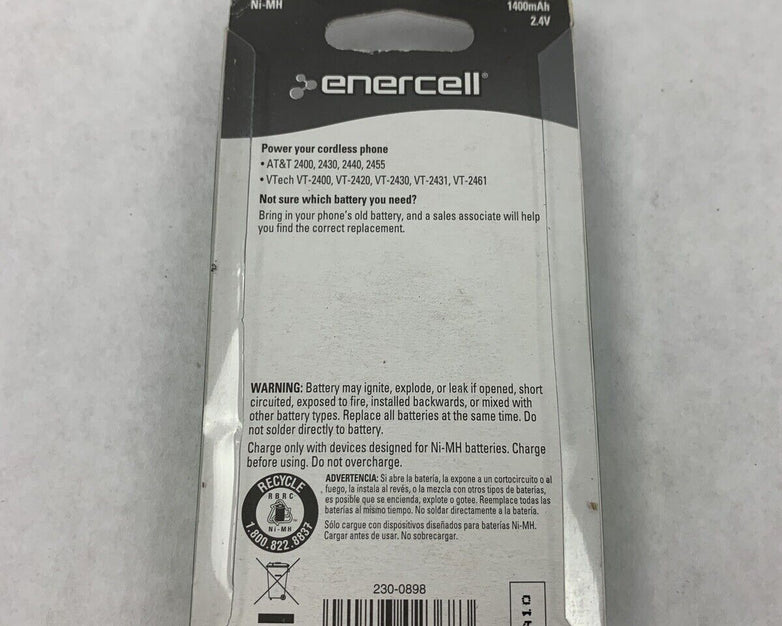 Ni-MH
1400mAh
2.4V
enercell®
Power your cordless phone
• AT&T 2400, 2430, 2440, 2455
• VTech VT-2400, VT-2420, VT-2430, VT-2431, VT-2461
Not sure which battery you need?
Bring in your phone's old battery, and a sales associate will help
you find the correct replacement.
WARNING: Battery may ignite, explode, or leak if opened, short
circuited, exposed to fire, installed backwards, or mixed with
other battery types. Replace all batteries at the same time. Do
not solder directly to battery.
Charge only with devices designed for Ni-MH batteries. Charge
before using. Do not overcharge.
RECYCLE
RBRC
Ni-MH
1.800.822.8837
ADVERTENCIA: Si abre la batería, la expone a un cortocircuito o al
fuego, la instala al revés, o la mezcla con otros tipos de baterías,
es posible que se encienda, explote o gotee. Reemplace todas las
baterías al mismo tiempo. No soldar directamente a la batería.
Sólo cargue con dispositivos diseñados para baterías Ni-MH.
Cargar antes de usar. No sobrecargar.
230-0898